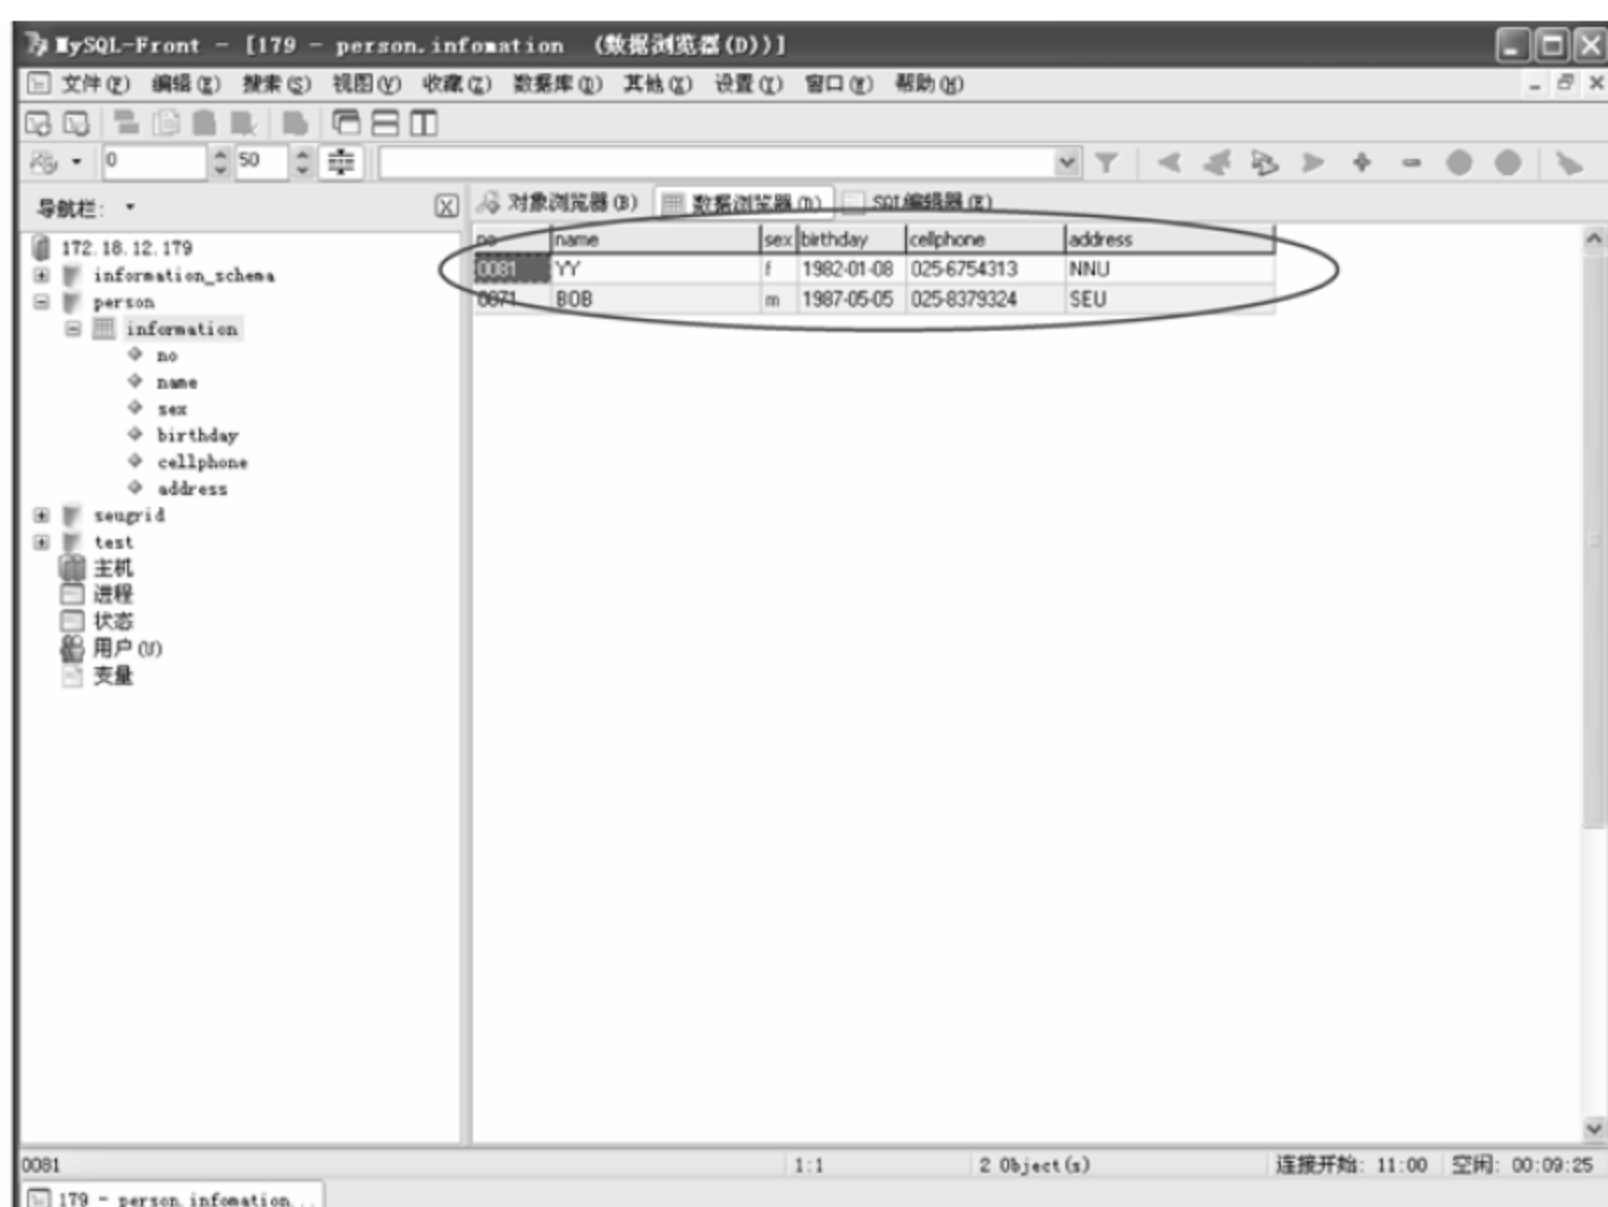 MySQL-Front - [179 - person.infomation (数据浏览器(D))]
文件(F) 编辑(E) 搜索(S) 视图(V) 收藏(Z) 数据库(D) 其他(X) 设置(T) 窗口(W) 帮助(H)
0 50
导航栏: 对象浏览器(B) 数据浏览器(D) SQL编辑器(E)
no name sex birthday cellphone address
0081 YY f 1982-01-08 025-6754313 NNU
0871 BOB m 1987-05-05 025-8379324 SEU
172.18.12.179
information_schema
person
information
no
name
sex
birthday
cellphone
address
seugrid
test
主机
进程
状态
用户(U)
变量
0081 1:1 2 Object(s) 连接开始: 11:00 空闲: 00:09:25
179 - person.infomation...